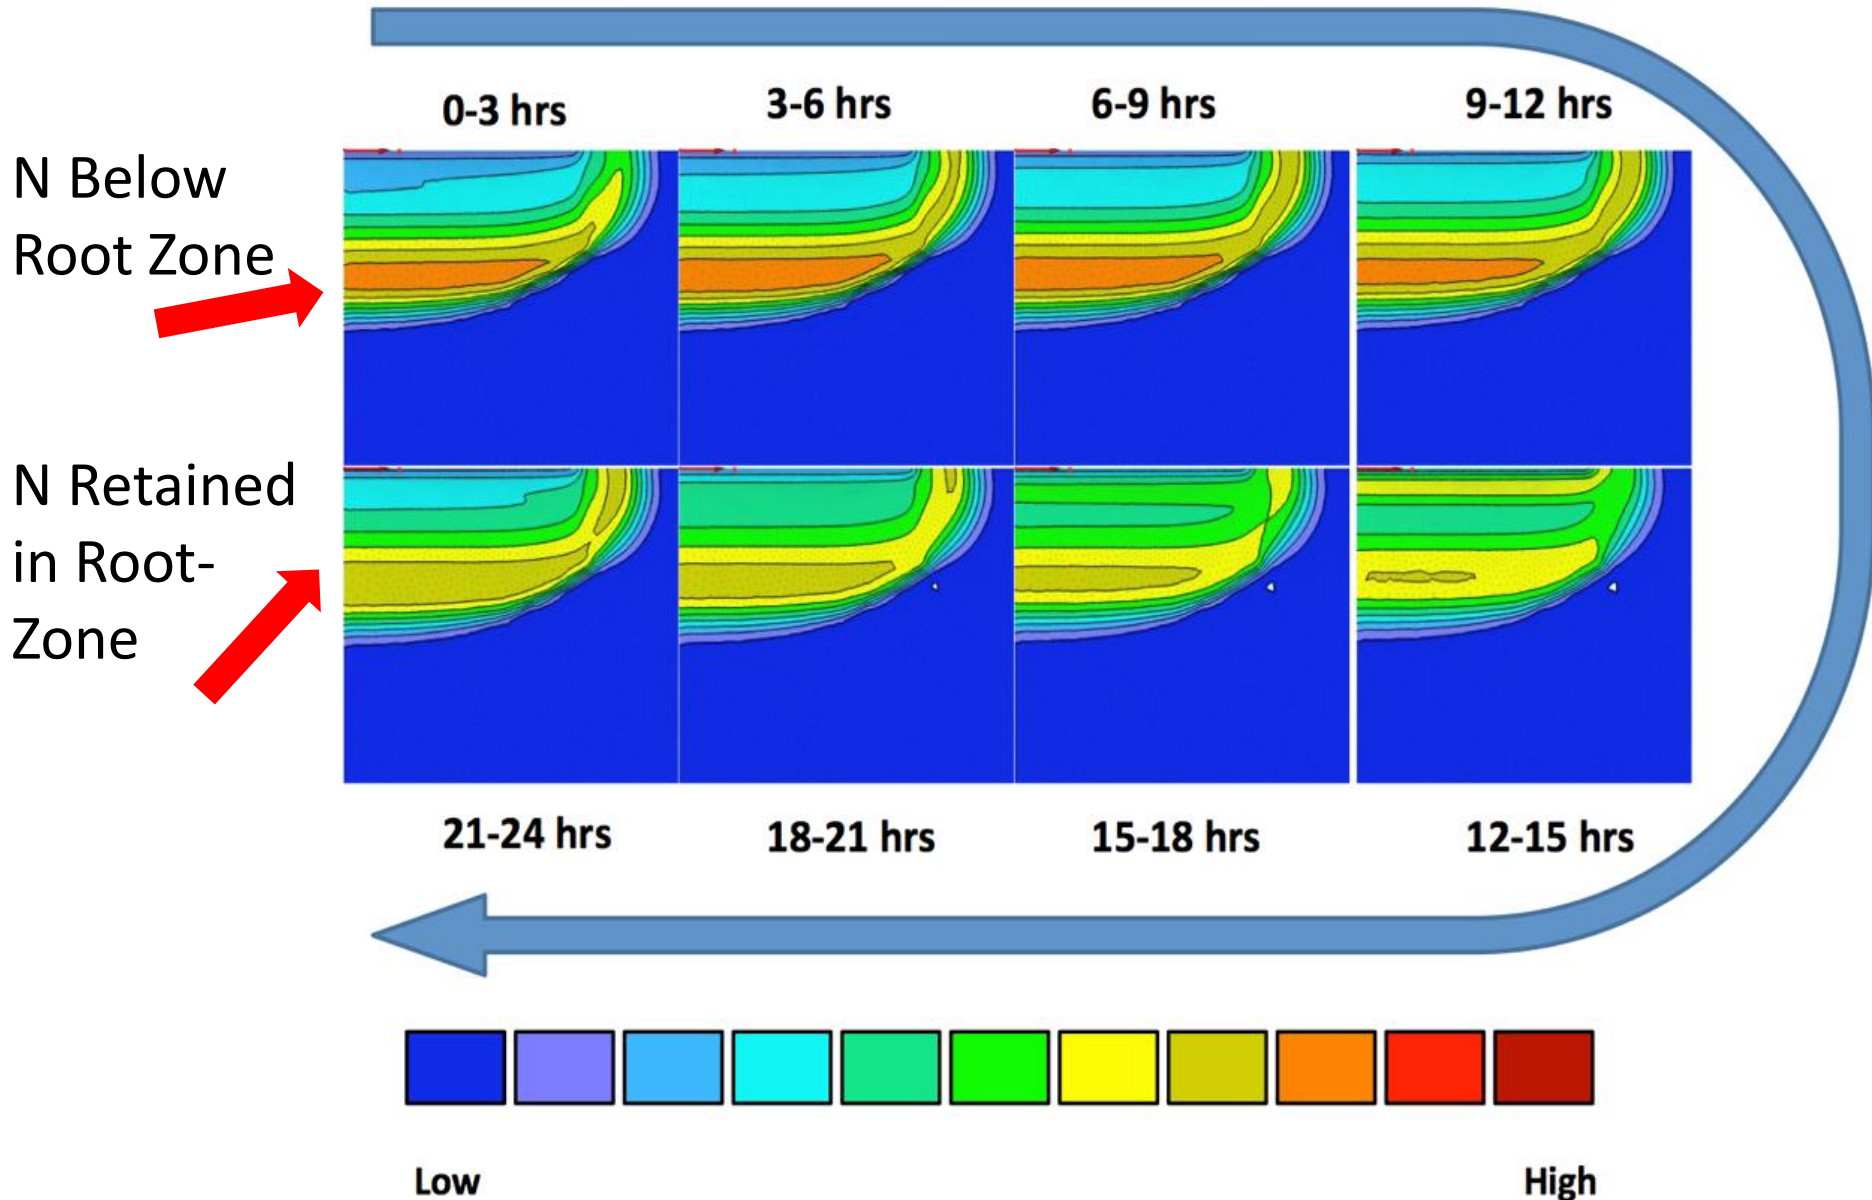 0-3 hrs
3-6 hrs
6-9 hrs
9-12 hrs
N Below
Root Zone
N Retained
in Root-
Zone
21-24 hrs
18-21 hrs
15-18 hrs
12-15 hrs
Low
High